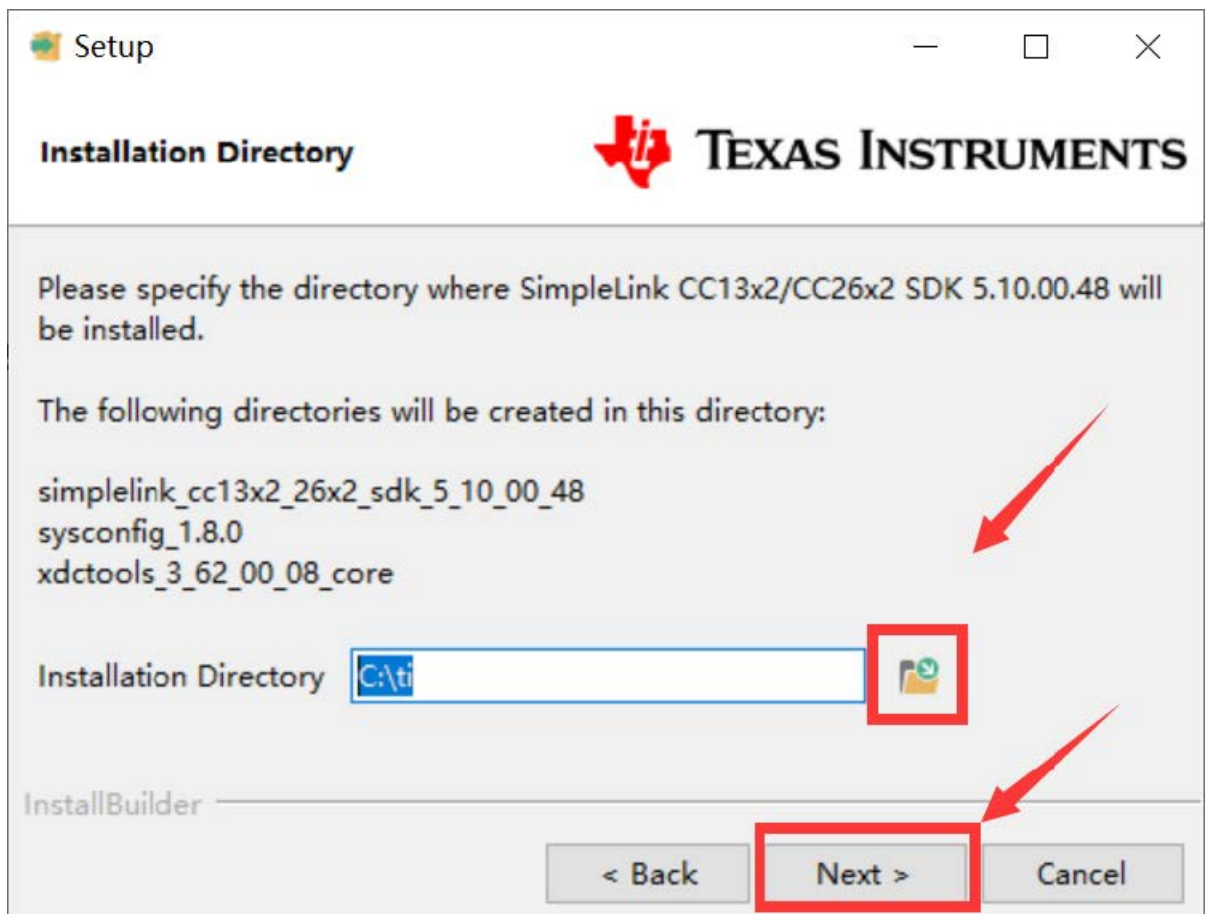 Setup
Installation Directory
TEXAS INSTRUMENTS
Please specify the directory where SimpleLink CC13x2/CC26x2 SDK 5.10.00.48 will
be installed.
The following directories will be created in this directory:
simplelink_cc13x2_26x2_sdk_5_10_00_48
sysconfig_1.8.0
xdctools_3_62_00_08_core
Installation Directory C:\ti
InstallBuilder
< Back Next > Cancel